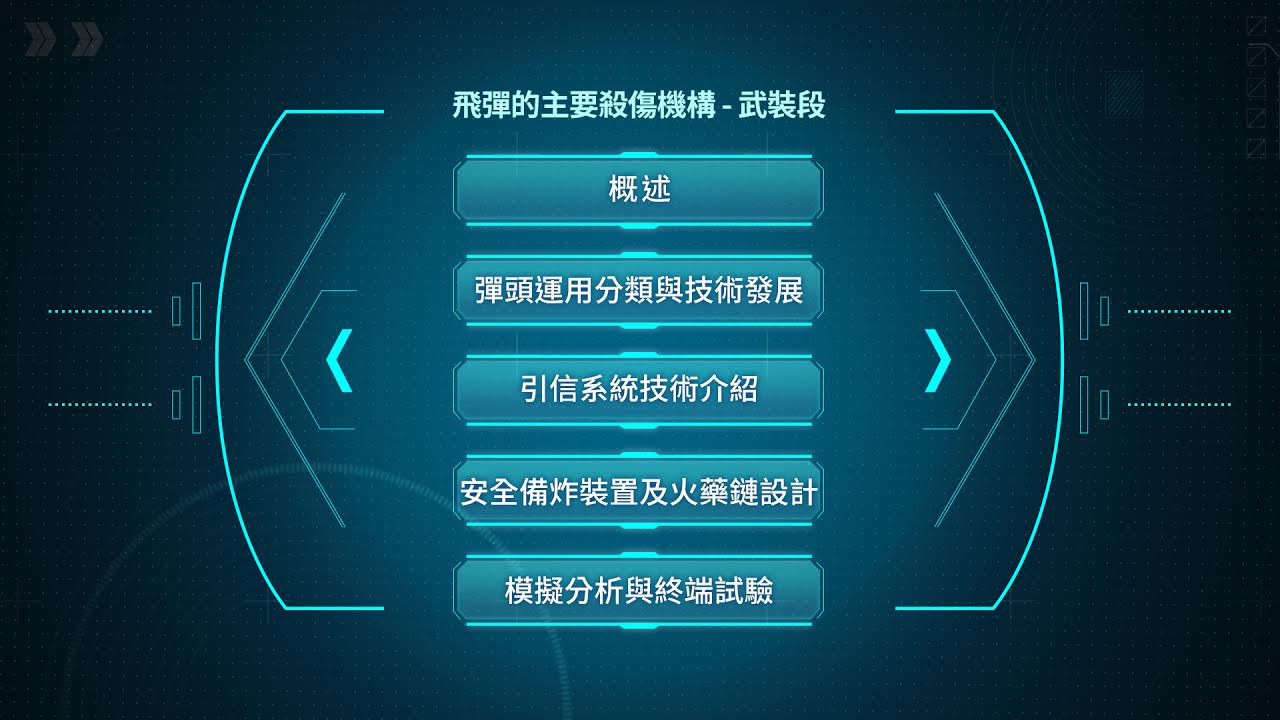 飛彈的主要殺傷機構 - 武裝段
概述
彈頭運用分類與技術發展
引信系統技術介紹
安全備炸裝置及火藥鏈設計
模擬分析與終端試驗